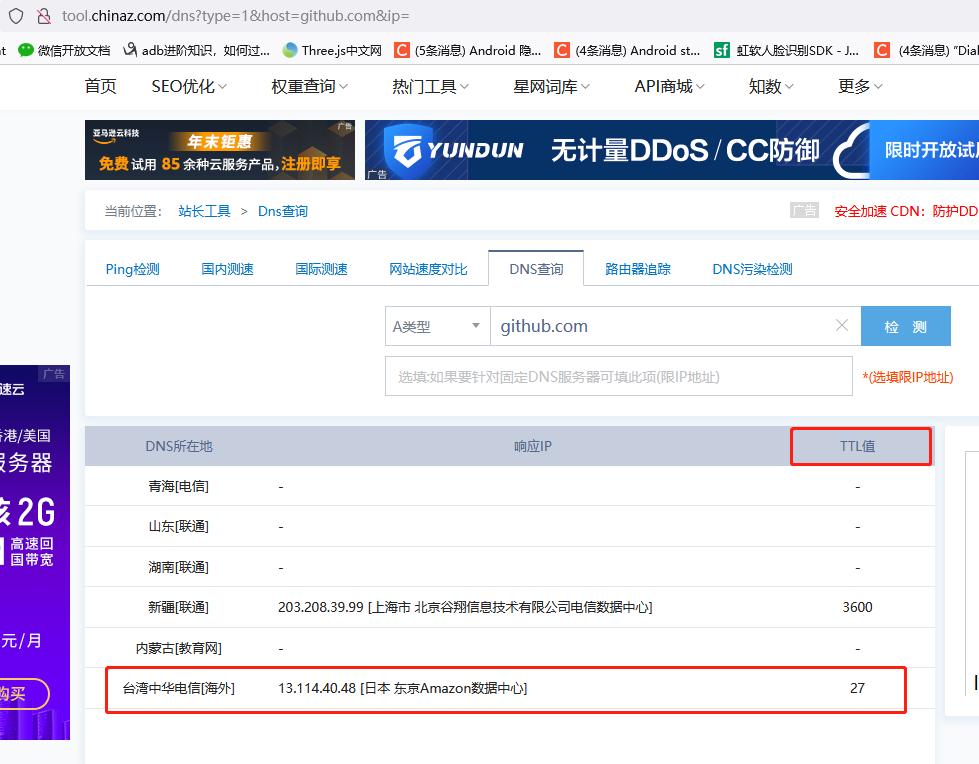 tool.chinaz.com/dns?type=1&host=github.com&ip=
微信开放文档 adb进阶知识，如何过... Three.js中文网 (5条消息) Android 隐... (4条消息) Android st... 虹软人脸识别SDK - J... (4条消息) "Dial
首页 SEO优化 权重查询 热门工具 星网词库 API商城 知数 更多
亚马逊云科技 年末钜惠 广告
免费 试用 85 余种云服务产品,注册即享
YUNDUN 无计量DDoS / CC防御 限时开放试用
广告
当前位置： 站长工具 > Dns查询 广告 安全加速 CDN：防护DD
Ping检测 国内测速 国际测速 网站速度对比 DNS查询 路由器追踪 DNS污染检测
A类型 github.com 检 测
选填:如果要针对固定DNS服务器可填此项(限IP地址) *(选填限IP地址)
广告
速云
香港/美国
服务器
核 2G
高速回
国带宽
元/月
购买
DNS所在地 响应IP TTL值
青海[电信] - -
山东[联通] - -
湖南[联通] - -
新疆[联通] 203.208.39.99 [上海市 北京谷翔信息技术有限公司电信数据中心] 3600
内蒙古[教育网] - -
台湾中华电信[海外] 13.114.40.48 [日本 东京Amazon数据中心] 27